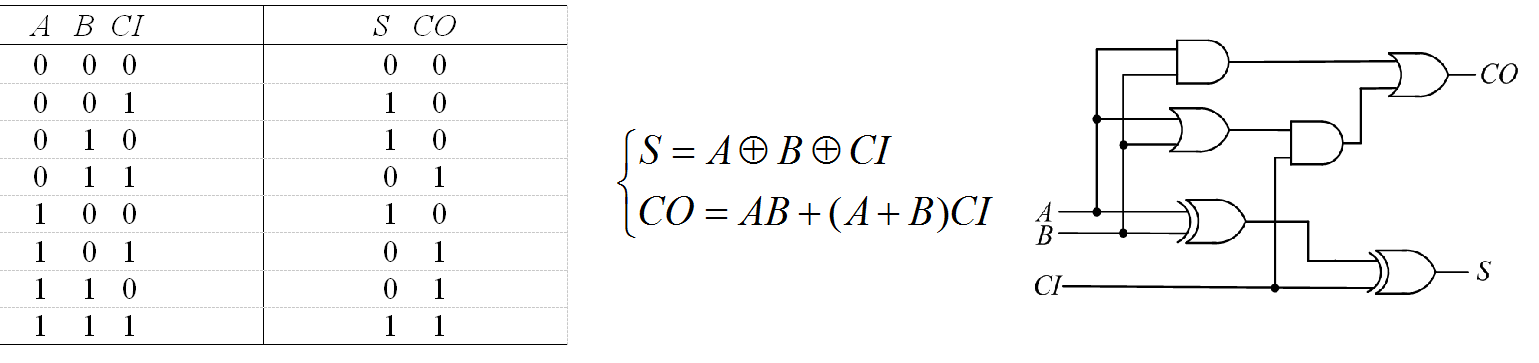 A B CI S CO
0 0 0 0 0
0 0 1 1 0
0 1 0 1 0
0 1 1 0 1
1 0 0 1 0
1 0 1 0 1
1 1 0 0 1
1 1 1 1 1
S = A ⊕ B ⊕ CI
CO = AB + (A + B)CI
CO
A
B
CI
S